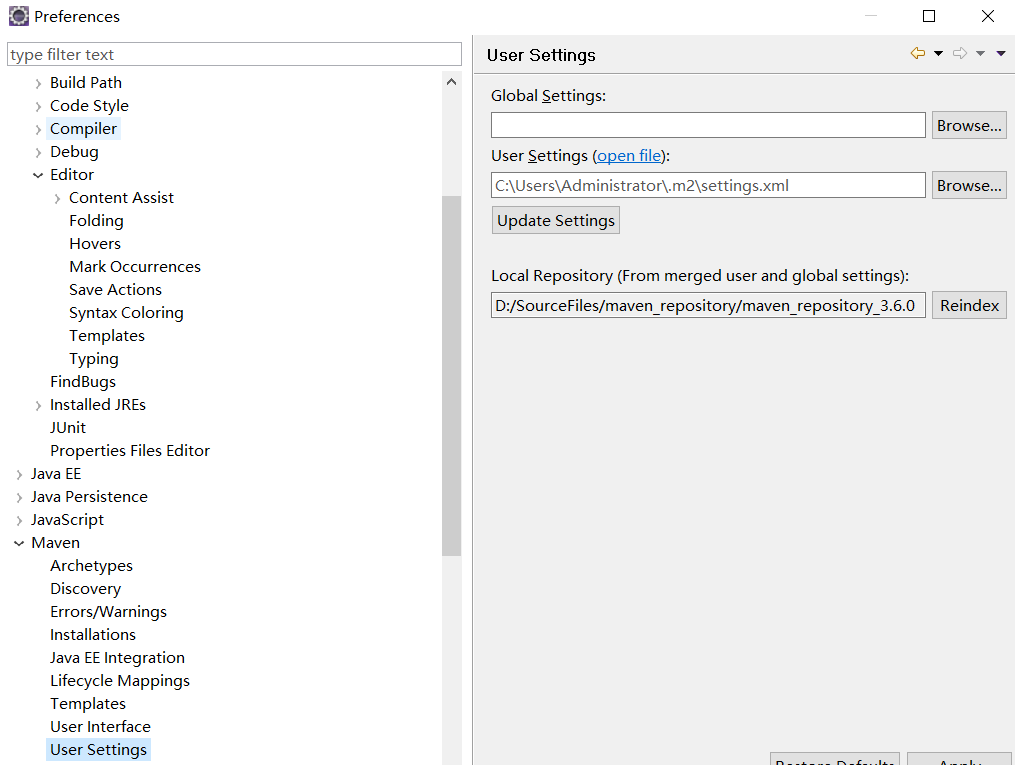 Preferences
type filter text
Build Path
Code Style
Compiler
Debug
Editor
Content Assist
Folding
Hovers
Mark Occurrences
Save Actions
Syntax Coloring
Templates
Typing
FindBugs
Installed JREs
JUnit
Properties Files Editor
Java EE
Java Persistence
JavaScript
Maven
Archetypes
Discovery
Errors/Warnings
Installations
Java EE Integration
Lifecycle Mappings
Templates
User Interface
User Settings
User Settings
Global Settings:
Browse...
User Settings (open file):
C:\Users\Administrator\.m2\settings.xml Browse...
Update Settings
Local Repository (From merged user and global settings):
D:/SourceFiles/maven_repository/maven_repository_3.6.0 Reindex
Restore Defaults Apply